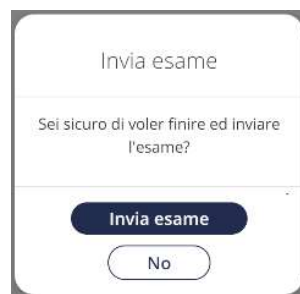 Invia esame
Sei sicuro di voler finire ed inviare
l'esame?
Invia esame
No